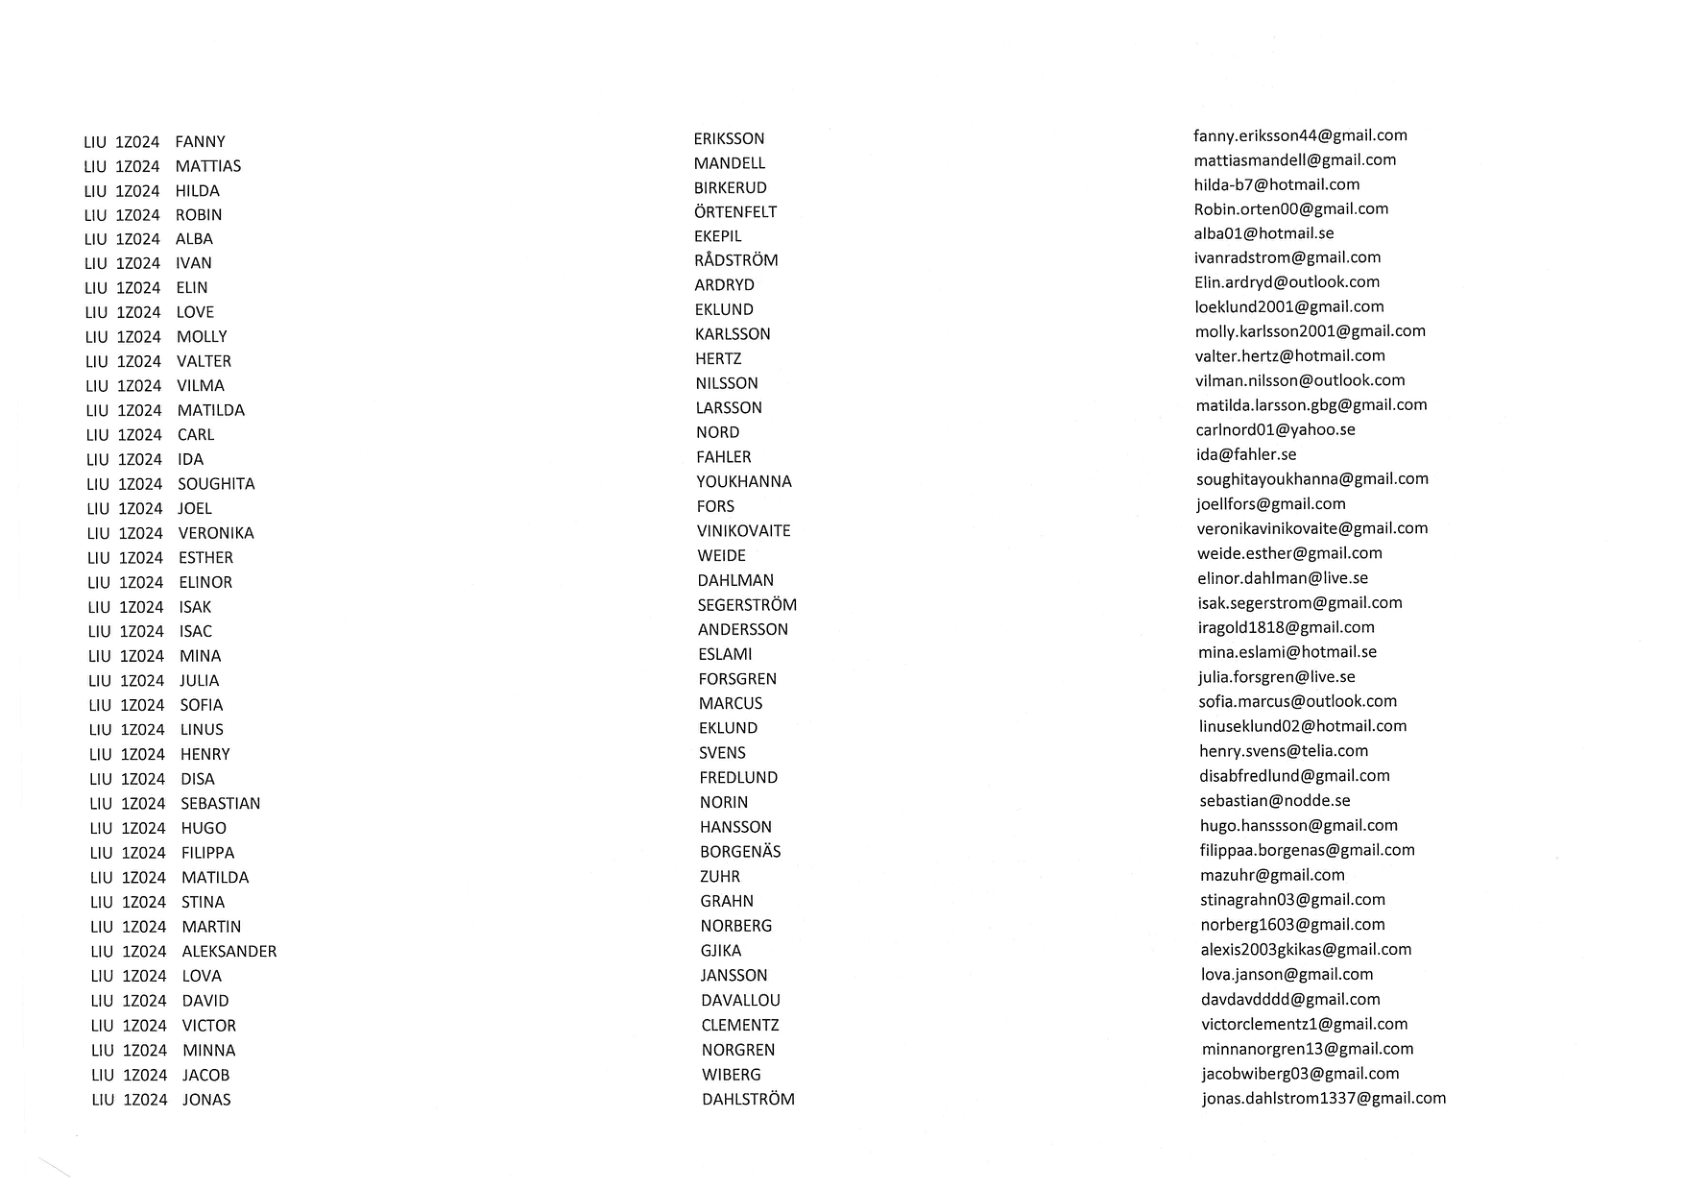 LIU 1Z024 FANNY ERIKSSON fanny.eriksson44@gmail.com
LIU 1Z024 MATTIAS MANDELL mattiasmandell@gmail.com
LIU 1Z024 HILDA BIRKERUD hilda-b7@hotmail.com
LIU 1Z024 ROBIN ÖRTENFELT Robin.orten00@gmail.com
LIU 1Z024 ALBA EKEPIL alba01@hotmail.se
LIU 1Z024 IVAN RÅDSTRÖM ivanradstrom@gmail.com
LIU 1Z024 ELIN ARDRYD Elin.ardryd@outlook.com
LIU 1Z024 LOVE EKLUND loeklund2001@gmail.com
LIU 1Z024 MOLLY KARLSSON molly.karlsson2001@gmail.com
LIU 1Z024 VALTER HERTZ valter.hertz@hotmail.com
LIU 1Z024 VILMA NILSSON vilman.nilsson@outlook.com
LIU 1Z024 MATILDA LARSSON matilda.larsson.gbg@gmail.com
LIU 1Z024 CARL NORD carlnord01@yahoo.se
LIU 1Z024 IDA FAHLER ida@fahler.se
LIU 1Z024 SOUGHITA YOUKHANNA soughitayoukhanna@gmail.com
LIU 1Z024 JOEL FORS joellfors@gmail.com
LIU 1Z024 VERONIKA VINIKOVAITE veronikavinikovaite@gmail.com
LIU 1Z024 ESTHER WEIDE weide.esther@gmail.com
LIU 1Z024 ELINOR DAHLMAN elinor.dahlman@live.se
LIU 1Z024 ISAK SEGERSTRÖM isak.segerstrom@gmail.com
LIU 1Z024 ISAC ANDERSSON iragold1818@gmail.com
LIU 1Z024 MINA ESLAMI mina.eslami@hotmail.se
LIU 1Z024 JULIA FORSGREN julia.forsgren@live.se
LIU 1Z024 SOFIA MARCUS sofia.marcus@outlook.com
LIU 1Z024 LINUS EKLUND linuseklund02@hotmail.com
LIU 1Z024 HENRY SVENS henry.svens@telia.com
LIU 1Z024 DISA FREDLUND disabfredlund@gmail.com
LIU 1Z024 SEBASTIAN NORIN sebastian@nodde.se
LIU 1Z024 HUGO HANSSON hugo.hanssson@gmail.com
LIU 1Z024 FILIPPA BORGENÄS filippaa.borgenas@gmail.com
LIU 1Z024 MATILDA ZUHR mazuhr@gmail.com
LIU 1Z024 STINA GRAHN stinagrahn03@gmail.com
LIU 1Z024 MARTIN NORBERG norberg1603@gmail.com
LIU 1Z024 ALEKSANDER GJIKA alexis2003gkikas@gmail.com
LIU 1Z024 LOVA JANSSON lova.janson@gmail.com
LIU 1Z024 DAVID DAVALLOU davdavdddd@gmail.com
LIU 1Z024 VICTOR CLEMENTZ victorclementz1@gmail.com
LIU 1Z024 MINNA NORGREN minnanorgren13@gmail.com
LIU 1Z024 JACOB WIBERG jacobwiberg03@gmail.com
LIU 1Z024 JONAS DAHLSTRÖM jonas.dahlstrom1337@gmail.com